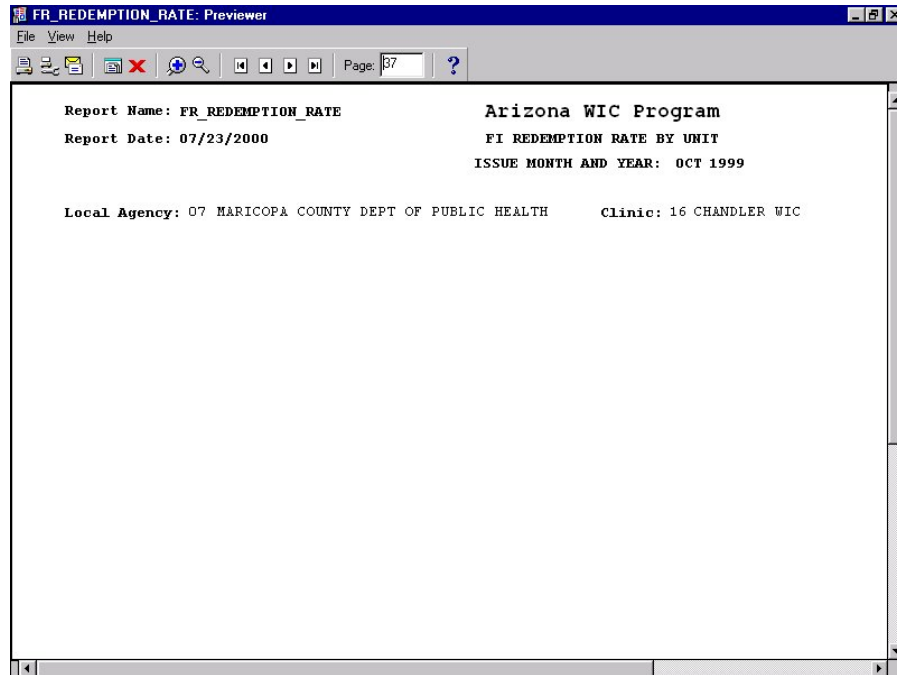 FR_REDEMPTION_RATE: Previewer
File View Help
Page: 37 ?
Report Name: FR_REDEMPTION_RATE Arizona WIC Program
Report Date: 07/23/2000 FI REDEMPTION RATE BY UNIT
ISSUE MONTH AND YEAR: OCT 1999
Local Agency: 07 MARICOPA COUNTY DEPT OF PUBLIC HEALTH Clinic: 16 CHANDLER WIC